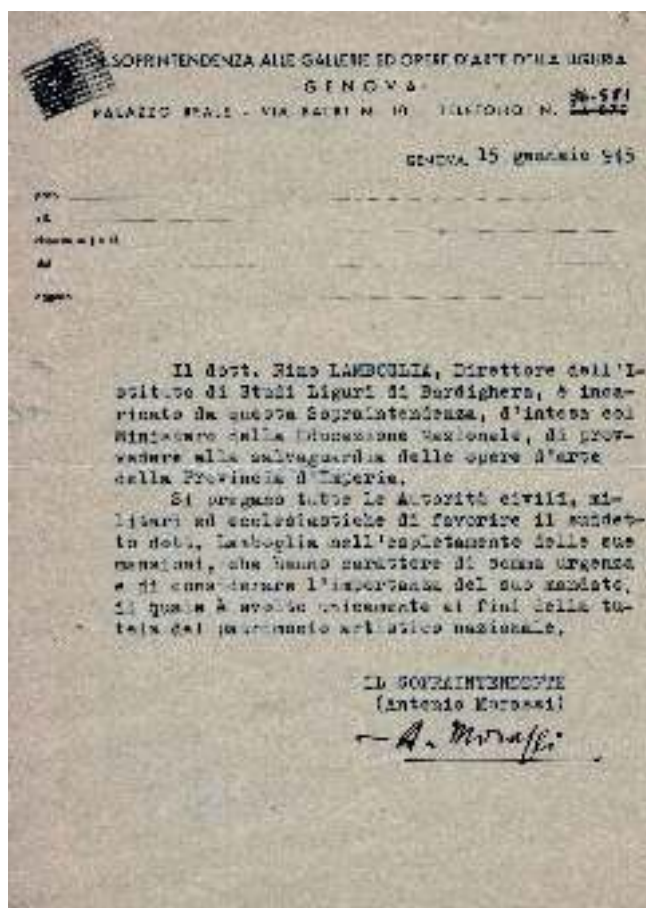 SOPRINTENDENZA ALLE GALLERIE ED OPERE D'ARTE DELLA LIGURIA
GENOVA
PALAZZO REALE - VIA BALBI N. 10 - TELEFONO: N.
GENOVA, 15 gennaio 945
Il dott. Nino LAMBOGLIA, Direttore dell'I-
stituto di Studi Liguri di Bordighera, è inca-
ricato da questa Sopraintendenza, d'intesa col
Ministero della Educazione Nazionale, di prov-
vedere alla salvaguardia delle opere d'arte
della Provincia d'Imperia.
Si pregano tutte le Autorità civili, mi-
litari ed ecclesiastiche di favorire il suddet-
to dott. Lamboglia nell'espletamento delle sue
mansioni, che hanno carattere di somma urgenza
e di considerare l'importanza del suo mandato,
il quale è svolto unicamente ai fini della tu-
tela del patrimonio artistico nazionale.
IL SOPRAINTENDENTE
(Antonio Morassi)
A. Morassi